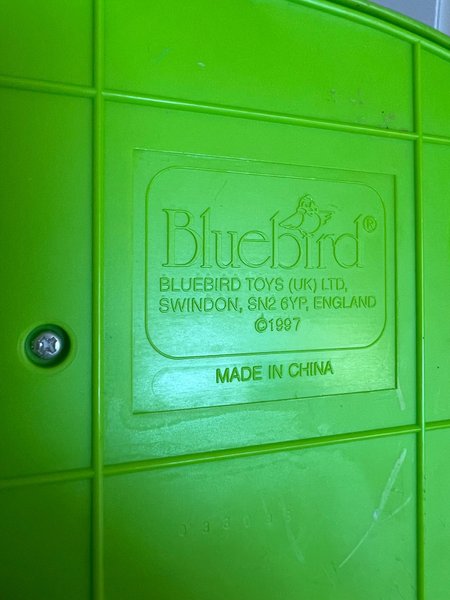 Bluebird®
BLUEBIRD TOYS (UK) LTD,
SWINDON, SN2 6YP, ENGLAND
©1997
MADE IN CHINA